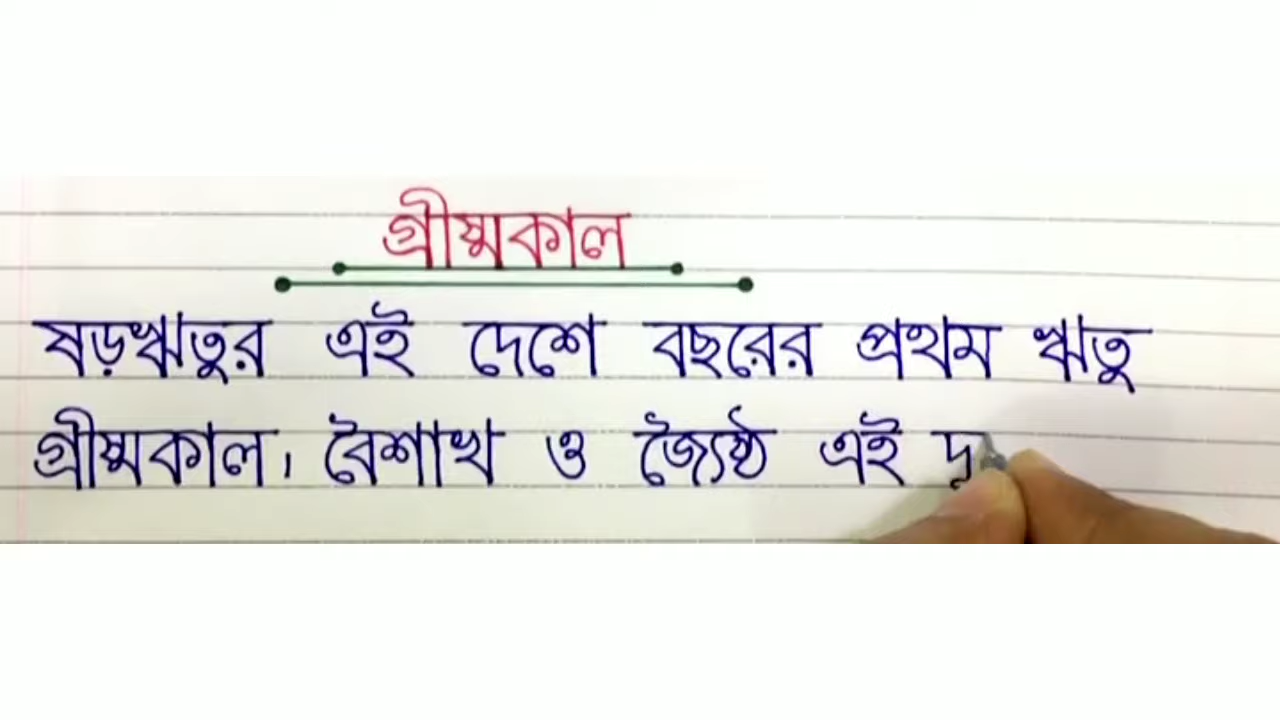 গ্রীষ্মকাল
ষড়ঋতুর এই দেশে বছরের প্রথম ঋতু
গ্রীষ্মকাল। বৈশাখ ও জ্যৈষ্ঠ এই দু